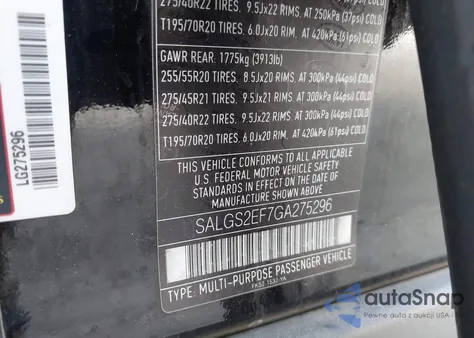 275/40R22 TIRES. 9.5Jx22 RIMS. AT 250kPa (37psi) COLD
T195/70R20 TIRES. 6.0Jx20 RIM. AT 420kPa (61psi) COLD
GAWR REAR: 1775kg (3913lb)
255/55R20 TIRES. 8.5Jx20 RIMS. AT 300kPa (44psi) COLD
275/45R21 TIRES. 9.5Jx21 RIMS. AT 300kPa (44psi) COLD
275/40R22 TIRES. 9.5Jx22 RIMS. AT 300kPa (44psi) COLD
T195/70R20 TIRES. 6.0Jx20 RIM. AT 420kPa (61psi) COLD
THIS VEHICLE CONFORMS TO ALL APPLICABLE
U S FEDERAL MOTOR VEHICLE SAFETY
STANDARDS IN EFFECT ON THE DATE OF
MANUFACTURE SHOWN ABOVE.
SALGS2EF7GA275296
TYPE: MULTI-PURPOSE PASSENGER VEHICLE
LG275296
autoSnap
Pewne auta z aukcji USA